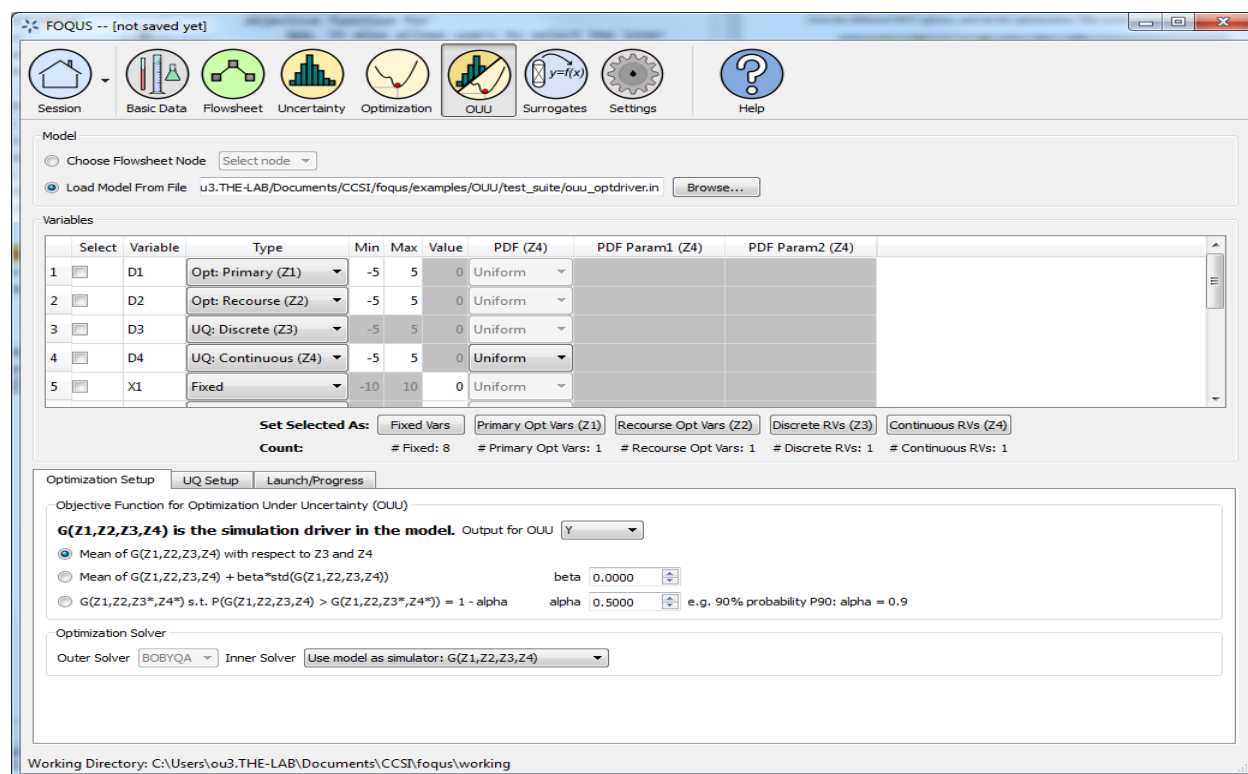 FOQUS -- [not saved yet]
Session
Basic Data
Flowsheet
Uncertainty
Optimization
OUU
y=f(x)
Surrogates
Settings
?
Help
Model
Choose Flowsheet Node Select node
Load Model From File u3.THE-LAB/Documents/CCSI/foqus/examples/OUU/test_suite/ouu_optdriver.in Browse...
Variables
Select Variable Type Min Max Value PDF (Z4) PDF Param1 (Z4) PDF Param2 (Z4)
1 D1 Opt: Primary (Z1) -5 5 0 Uniform
2 D2 Opt: Recourse (Z2) -5 5 0 Uniform
3 D3 UQ: Discrete (Z3) -5 5 0 Uniform
4 D4 UQ: Continuous (Z4) -5 5 0 Uniform
5 X1 Fixed -10 10 0 Uniform
Set Selected As: Fixed Vars Primary Opt Vars (Z1) Recourse Opt Vars (Z2) Discrete RVs (Z3) Continuous RVs (Z4)
Count: # Fixed: 8 # Primary Opt Vars: 1 # Recourse Opt Vars: 1 # Discrete RVs: 1 # Continuous RVs: 1
Optimization Setup UQ Setup Launch/Progress
Objective Function for Optimization Under Uncertainty (OUU)
G(Z1,Z2,Z3,Z4) is the simulation driver in the model. Output for OUU Y
Mean of G(Z1,Z2,Z3,Z4) with respect to Z3 and Z4
Mean of G(Z1,Z2,Z3,Z4) + beta*std(G(Z1,Z2,Z3,Z4)) beta 0.0000
G(Z1,Z2,Z3*,Z4*) s.t. P(G(Z1,Z2,Z3,Z4) > G(Z1,Z2,Z3*,Z4*)) = 1 - alpha alpha 0.5000 e.g. 90% probability P90: alpha = 0.9
Optimization Solver
Outer Solver BOBYQA Inner Solver Use model as simulator: G(Z1,Z2,Z3,Z4)
Working Directory: C:\Users\ou3.THE-LAB\Documents\CCSI\foqus\working